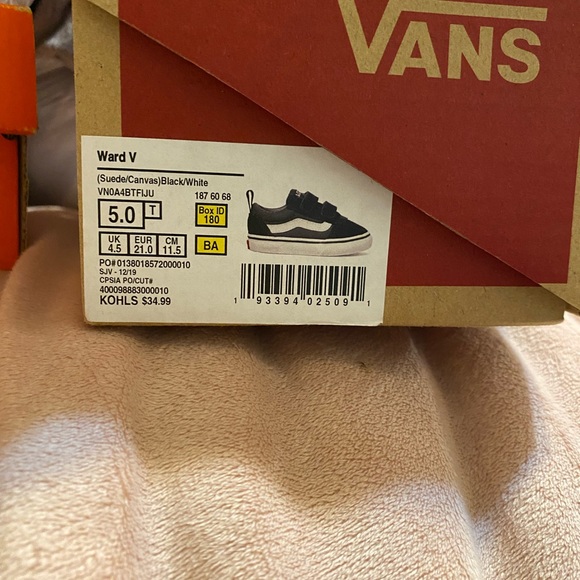 VANS
Ward V
(Suede/Canvas)Black/White
VN0A4BTFIJU 187 60 68
5.0 T
Box ID
180
UK EUR CM
4.5 21.0 11.5
BA
PO# 0138018572000010
SJV - 12/19
CPSIA PO/CUT#
400098883000010
KOHLS $34.99
1 93394 02509 1